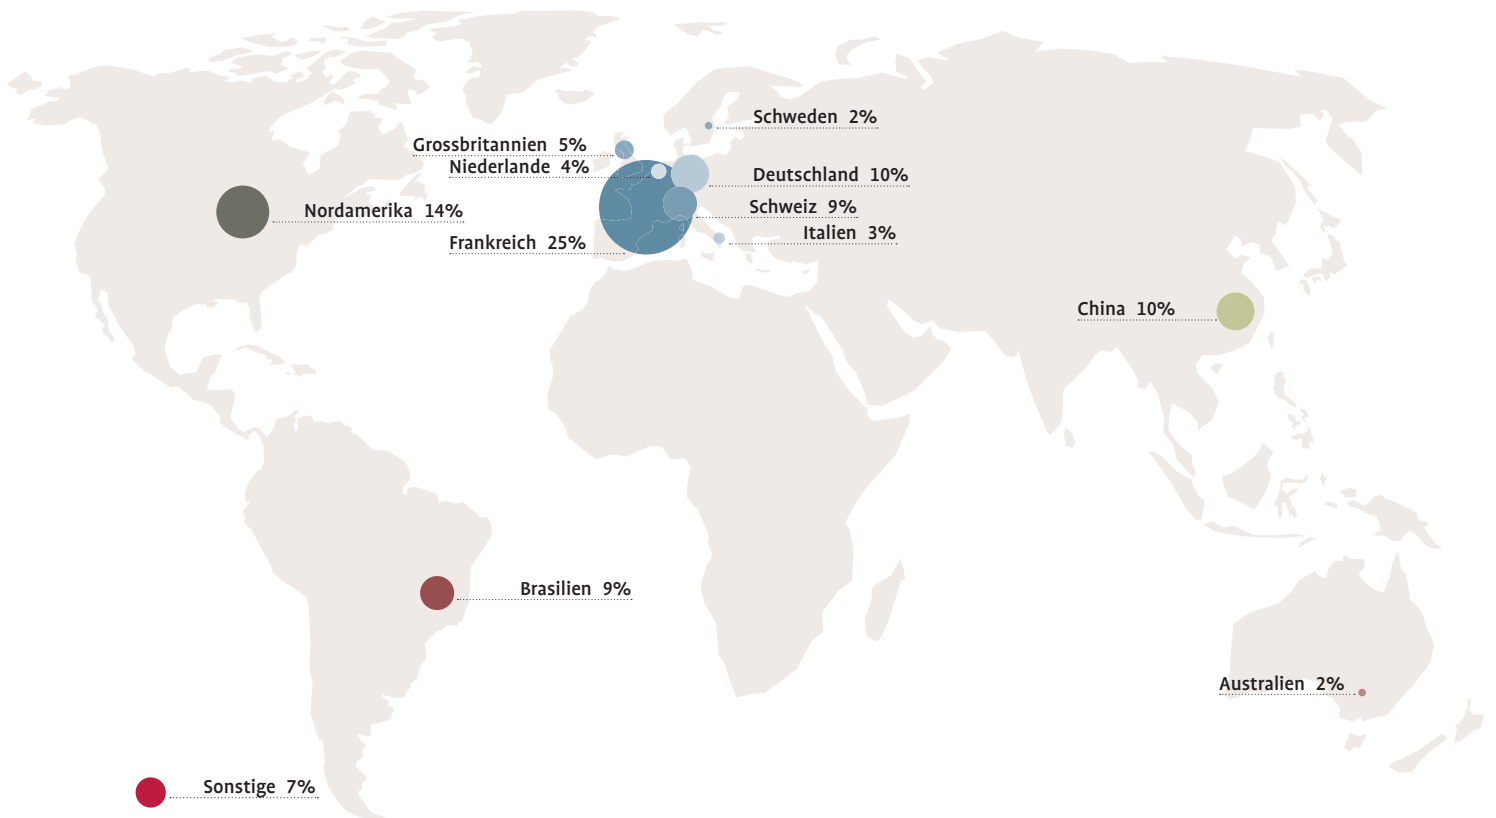 Schweden 2%
Grossbritannien 5%
Niederlande 4%
Deutschland 10%
Schweiz 9%
Nordamerika 14%
Italien 3%
Frankreich 25%
China 10%
Brasilien 9%
Australien 2%
Sonstige 7%